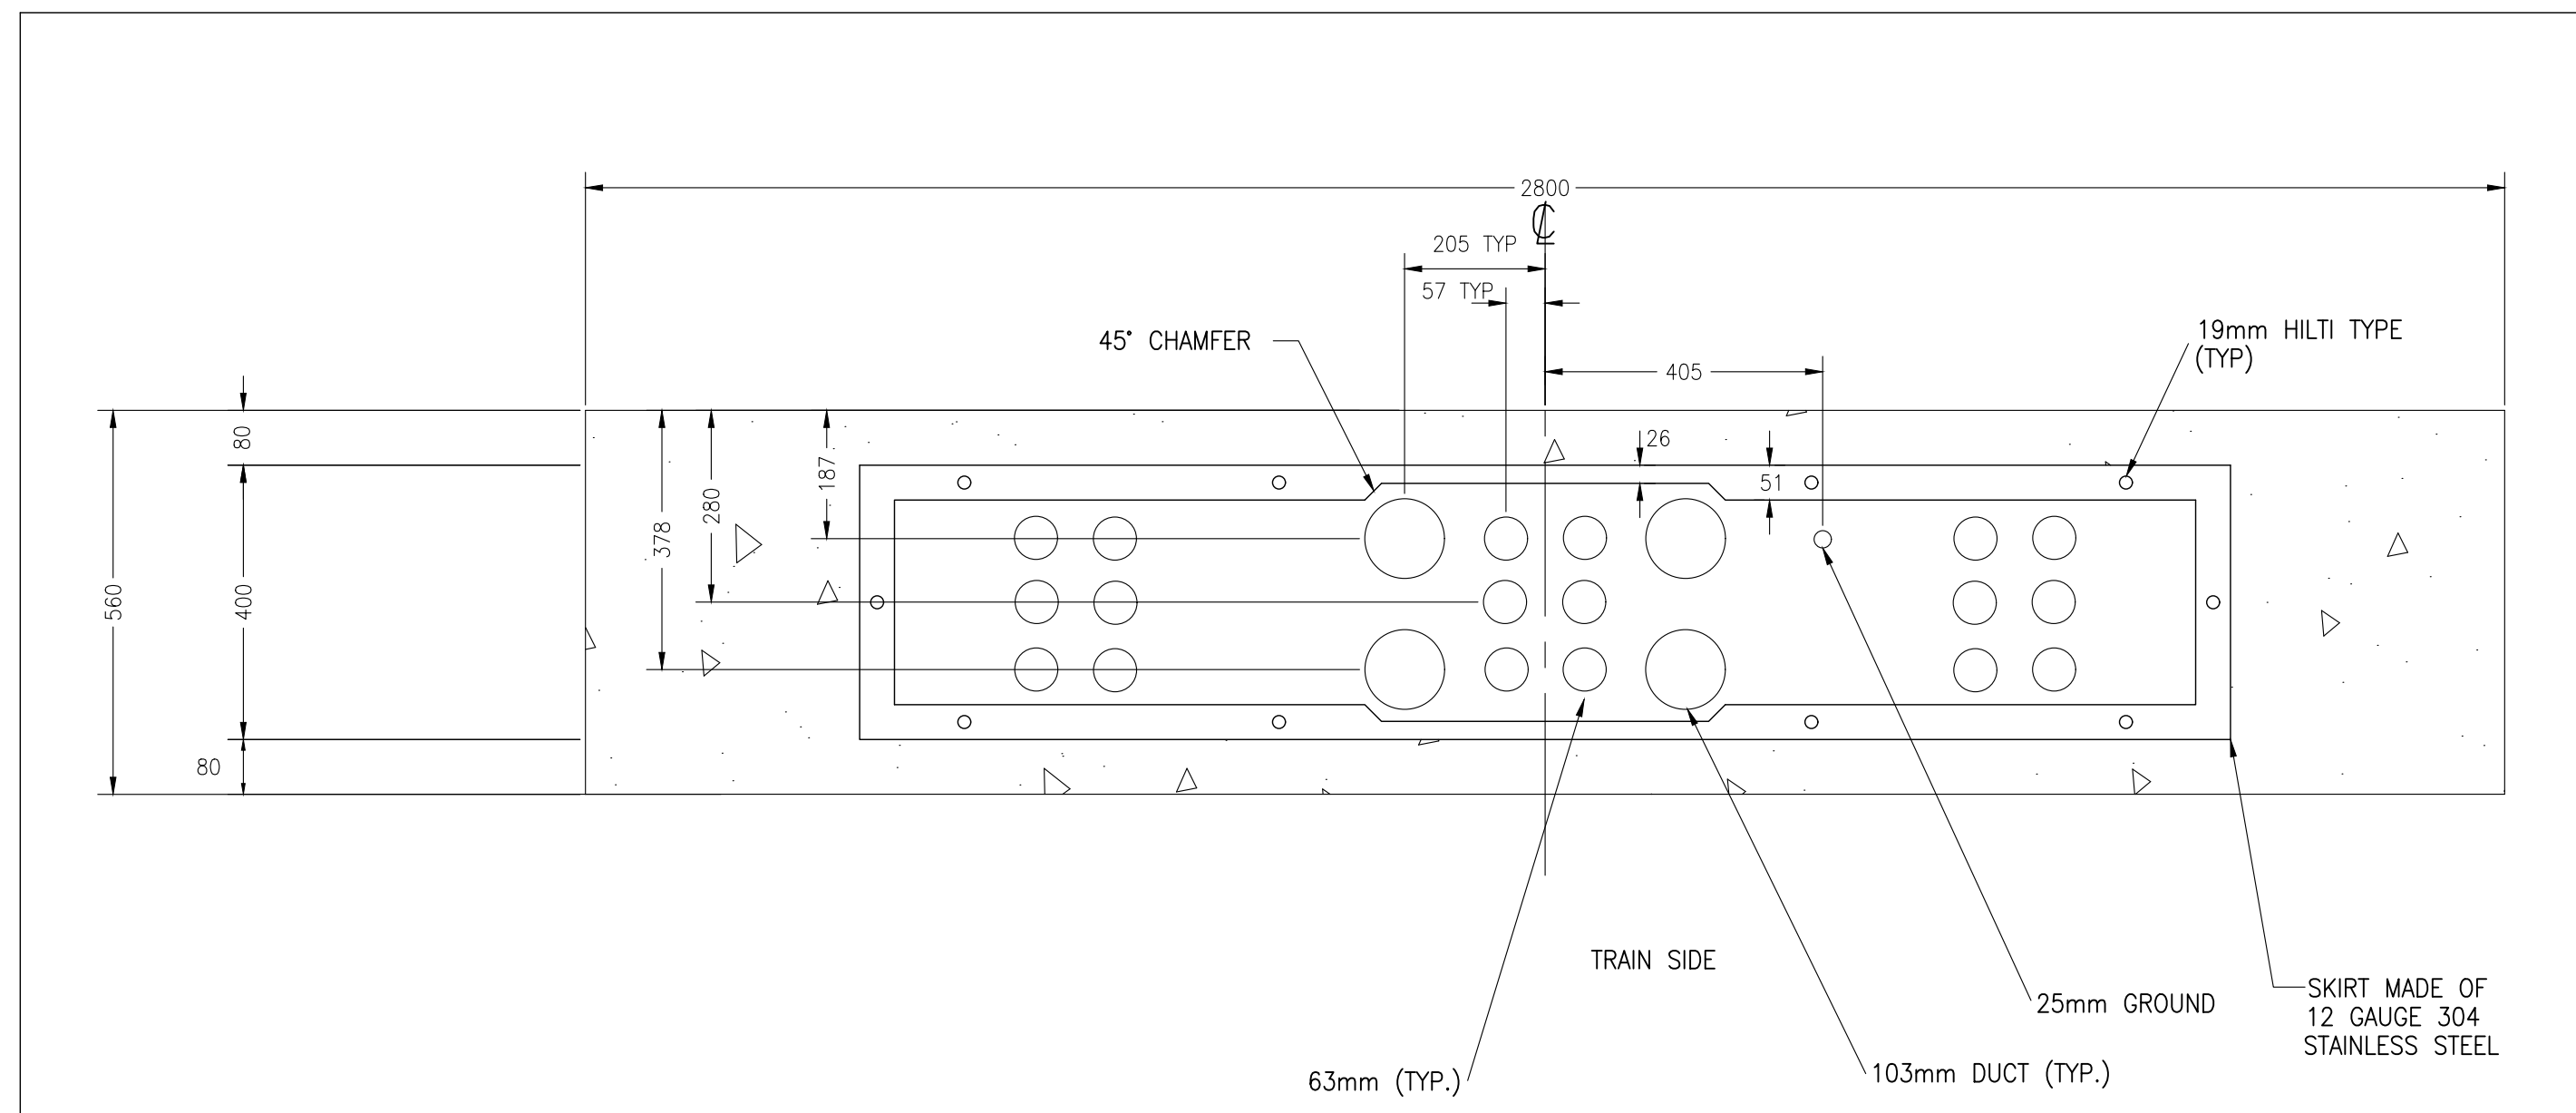 2800
℄
205 TYP
57 TYP
45° CHAMFER
19mm HILTI TYPE
(TYP)
405
80
26
187
51
280
378
560
400
80
TRAIN SIDE
25mm GROUND
SKIRT MADE OF
12 GAUGE 304
STAINLESS STEEL
63mm (TYP.)
103mm DUCT (TYP.)